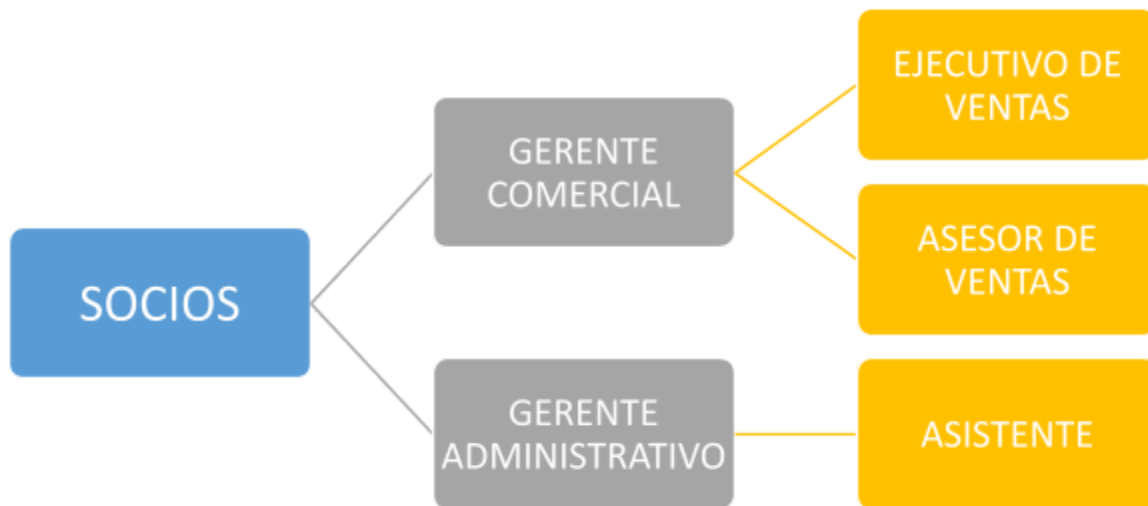 SOCIOS
GERENTE
COMERCIAL
EJECUTIVO DE
VENTAS
ASESOR DE
VENTAS
GERENTE
ADMINISTRATIVO
ASISTENTE